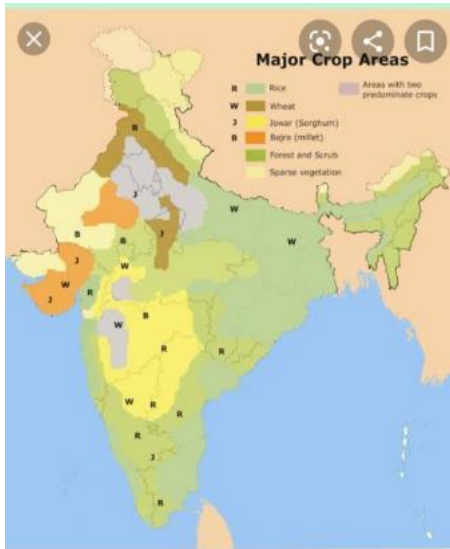 Major Crop Areas
R Rice
W Wheat
J Jowar (Sorghum)
B Bajra (millet)
Forest and Scrub
Sparse vegetation
Areas with two
predominate crops
R
J
W
W
B
J
B
J
W
W
J
R
B
W
R
R
W
R
R
R
J
R